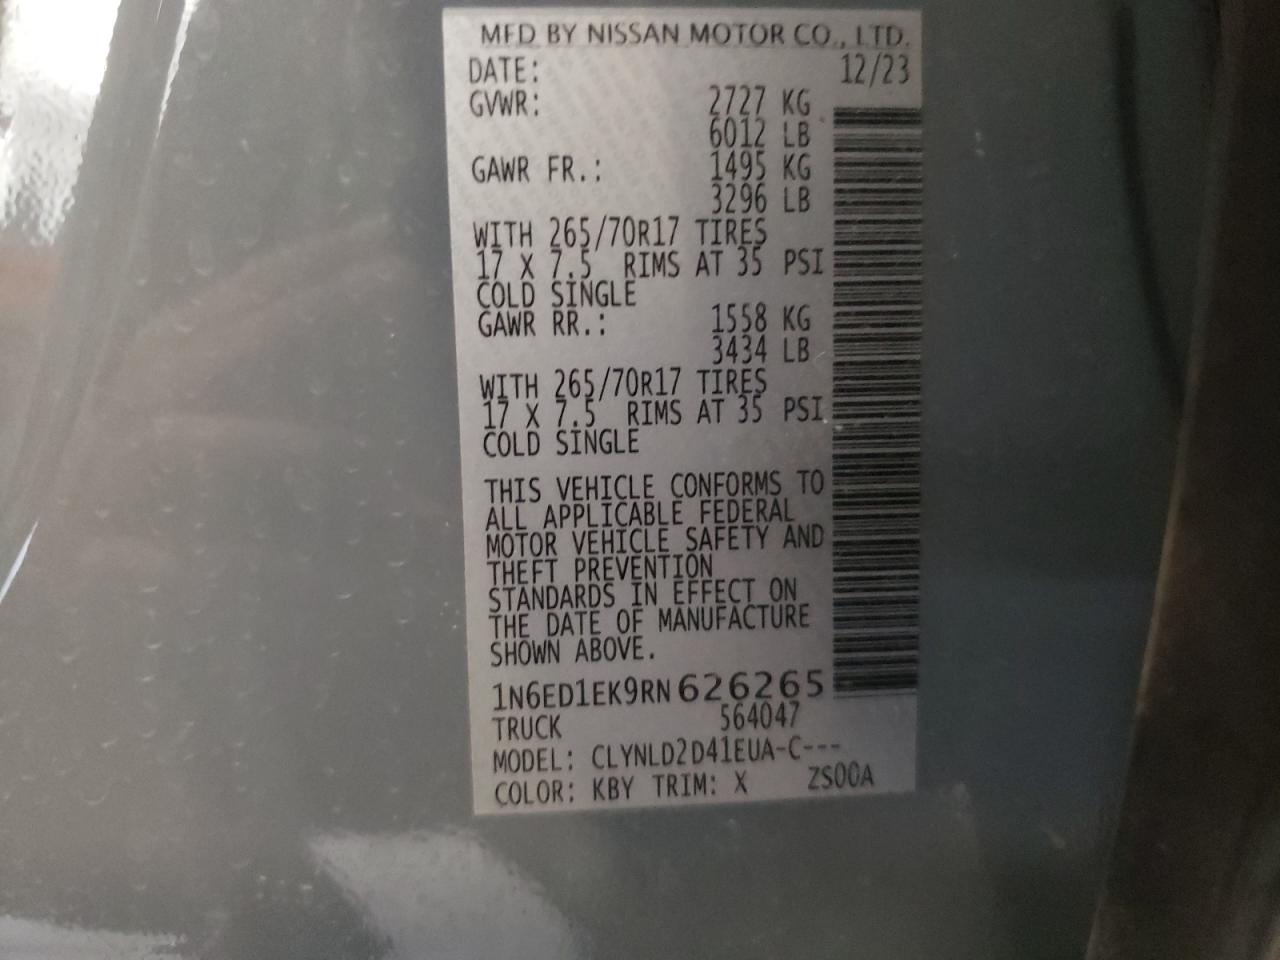 MFD BY NISSAN MOTOR CO., LTD.
DATE: 12/23
GVWR: 2727 KG
6012 LB
GAWR FR.: 1495 KG
3296 LB
WITH 265/70R17 TIRES
17 X 7.5 RIMS AT 35 PSI
COLD SINGLE
GAWR RR.: 1558 KG
3434 LB
WITH 265/70R17 TIRES
17 X 7.5 RIMS AT 35 PSI
COLD SINGLE
THIS VEHICLE CONFORMS TO
ALL APPLICABLE FEDERAL
MOTOR VEHICLE SAFETY AND
THEFT PREVENTION
STANDARDS IN EFFECT ON
THE DATE OF MANUFACTURE
SHOWN ABOVE.
1N6ED1EK9RN626265
TRUCK 564047
MODEL: CLYNLD2D41EUA-C---
COLOR: KBY TRIM: X ZS00A